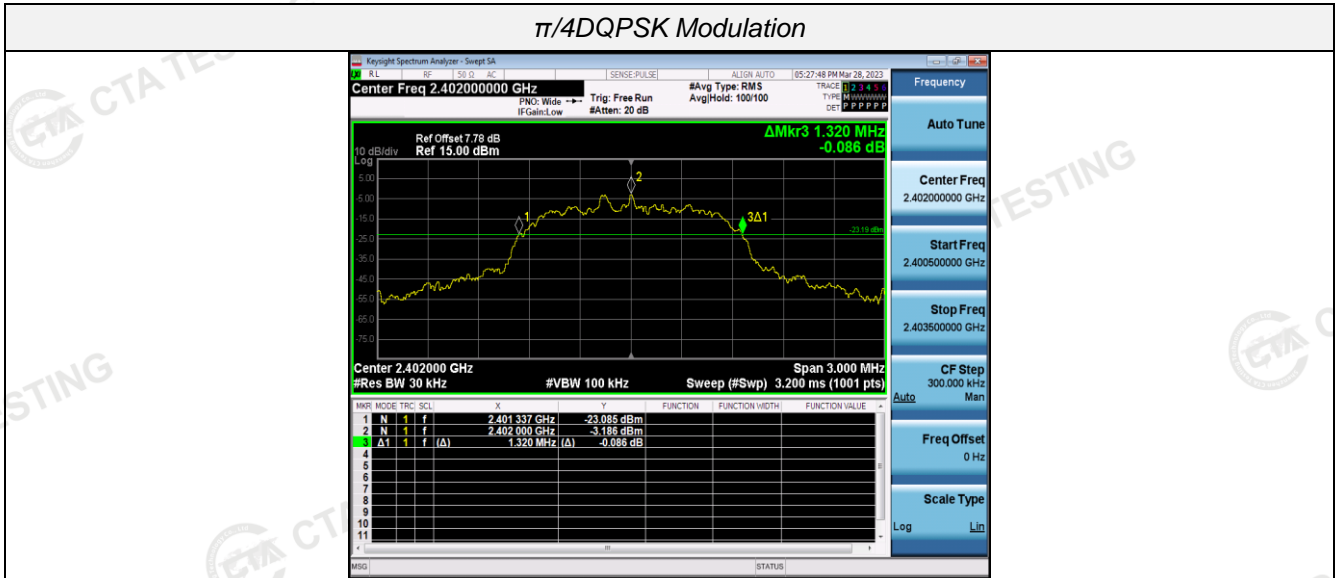 π/4DQPSK Modulation
CTA TESTING
Keysight Spectrum Analyzer - Swept SA
RL RF 50 Ω AC SENSE:PULSE ALIGN AUTO 05:27:48 PM Mar 28, 2023
Center Freq 2.402000000 GHz #Avg Type: RMS TRACE 1 2 3 4 5 6
PNO: Wide Trig: Free Run Avg|Hold: 100/100 TYPE M W W W W W
IFGain:Low #Atten: 20 dB DET P P P P P P
Ref Offset 7.78 dB ΔMkr3 1.320 MHz
10 dB/div Ref 15.00 dBm -0.086 dB
Log
5.00
-5.00
-15.0
-25.0
-35.0
-45.0
-55.0
-65.0
-75.0
1
2
3Δ1
-23.19 dBm
Center 2.402000 GHz Span 3.000 MHz
#Res BW 30 kHz #VBW 100 kHz Sweep (#Swp) 3.200 ms (1001 pts)
MKR MODE TRC SCL X Y FUNCTION FUNCTION WIDTH FUNCTION VALUE
1 N 1 f 2.401 337 GHz -23.085 dBm
2 N 1 f 2.402 000 GHz -3.186 dBm
3 Δ1 1 f (Δ) 1.320 MHz (Δ) -0.086 dB
4
5
6
7
8
9
10
11
MSG STATUS
Frequency
Auto Tune
Center Freq
2.402000000 GHz
Start Freq
2.400500000 GHz
Stop Freq
2.403500000 GHz
CF Step
300.000 kHz
Auto Man
Freq Offset
0 Hz
Scale Type
Log Lin
TESTING
STING
CTA